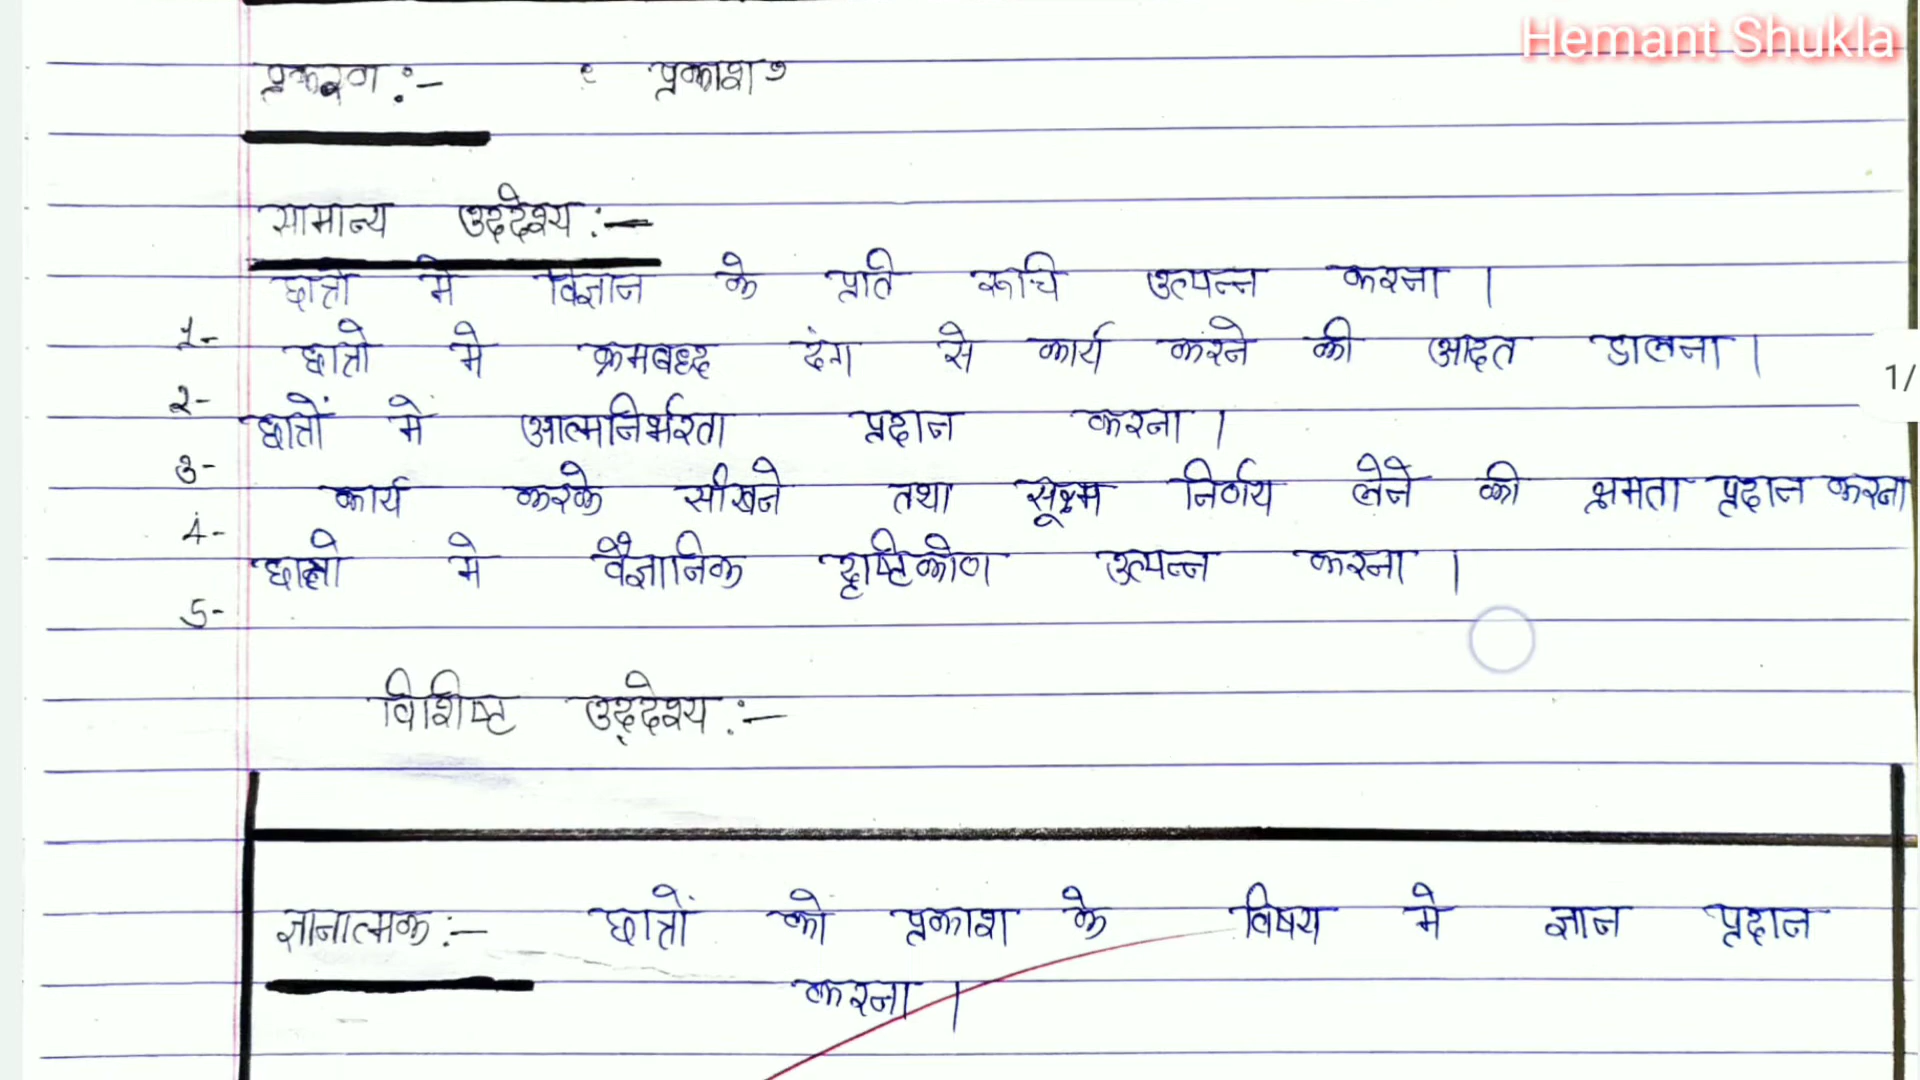 Hemant Shukla
प्रकरण :- ‘ प्रकाश ’
सामान्य उद्देश्य :-
छात्रो मे विज्ञान के प्रति रूचि उत्पन्न करना ।
1- छात्रो मे क्रमबध्द ढंग से कार्य करने की आदत डालना ।
1/
2- छात्रों में आत्मनिर्भरता प्रदान करना ।
3- कार्य करके सीखने तथा सूक्ष्म निर्णय लेने की क्षमता प्रदान करना
4- छात्रो मे वैज्ञानिक दृष्टिकोण उत्पन्न करना ।
5-
विशिष्ट उद्देश्य :-
ज्ञानात्मक :- छात्रों को प्रकाश के विषय मे ज्ञान प्रदान
करना ।